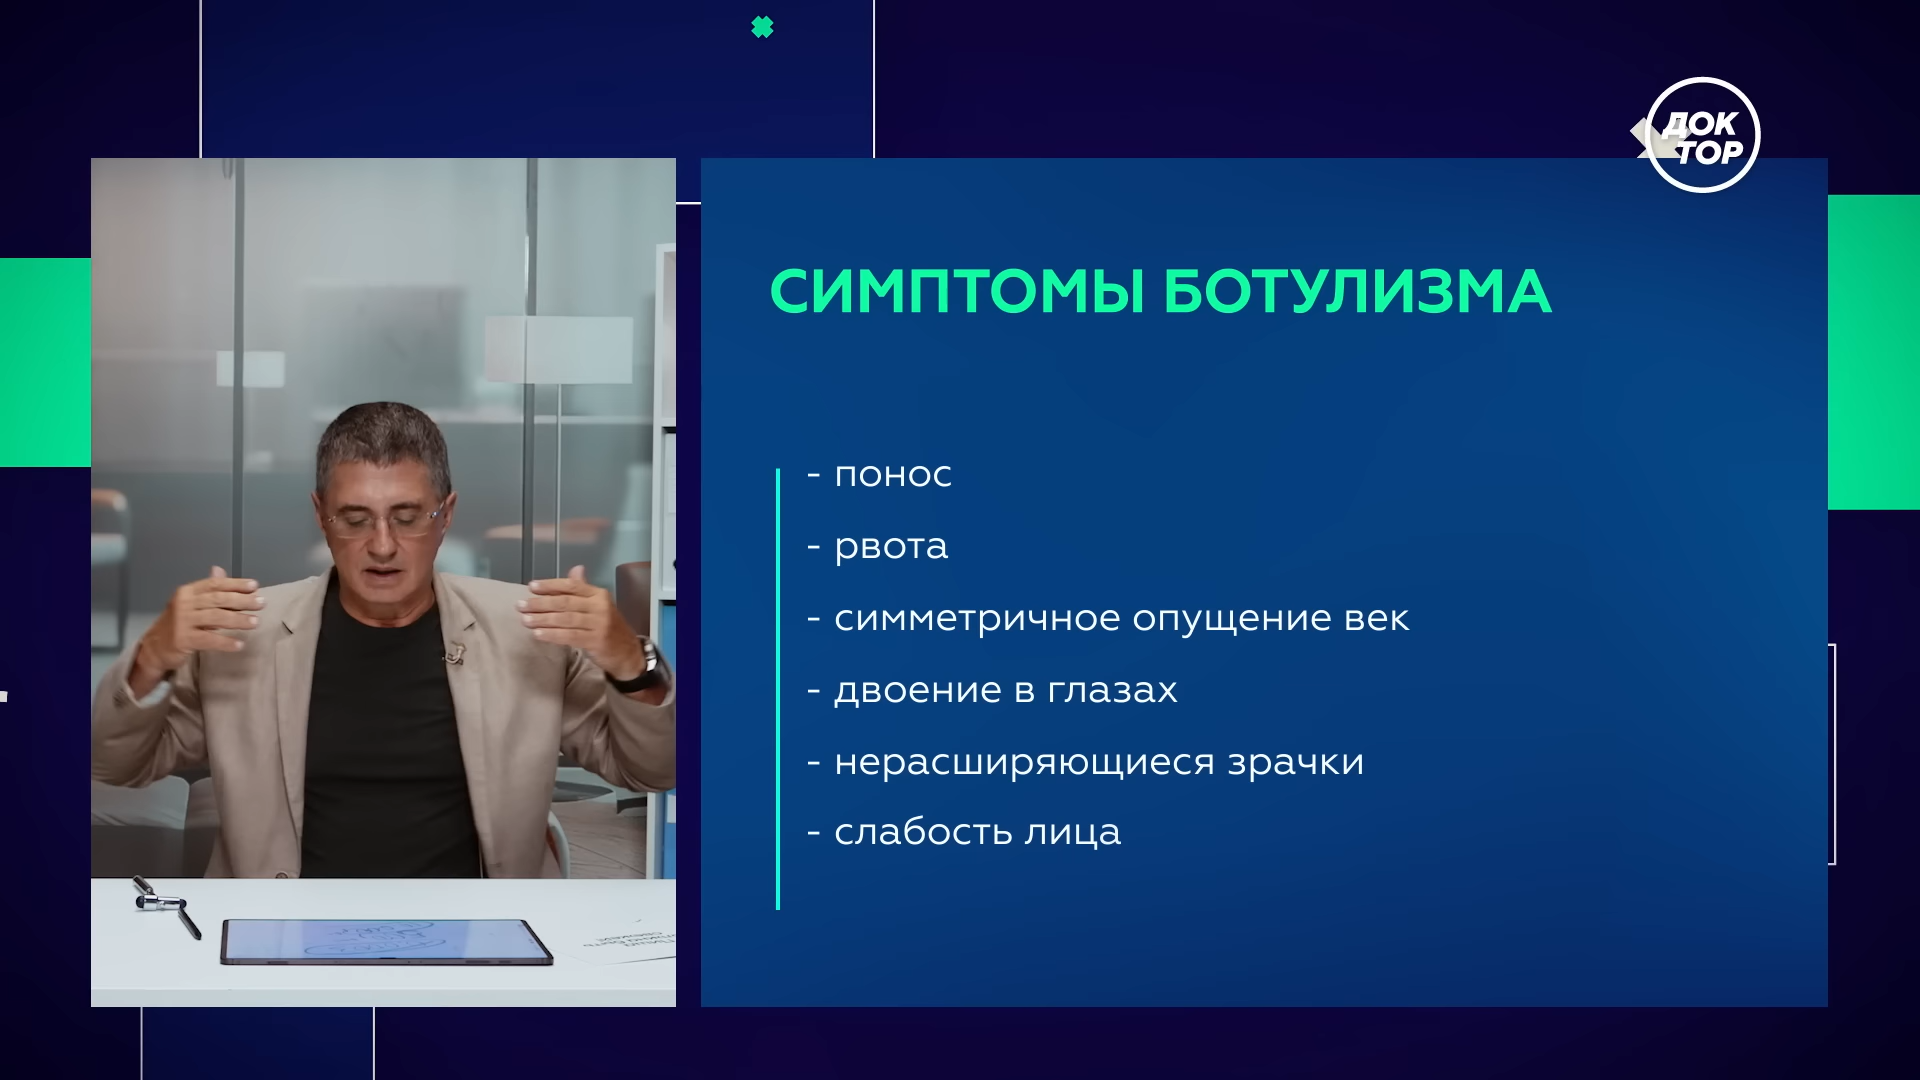 ДОК
ТОР
СИМПТОМЫ БОТУЛИЗМА
- понос
- рвота
- симметричное опущение век
- двоение в глазах
- нерасширяющиеся зрачки
- слабость лица